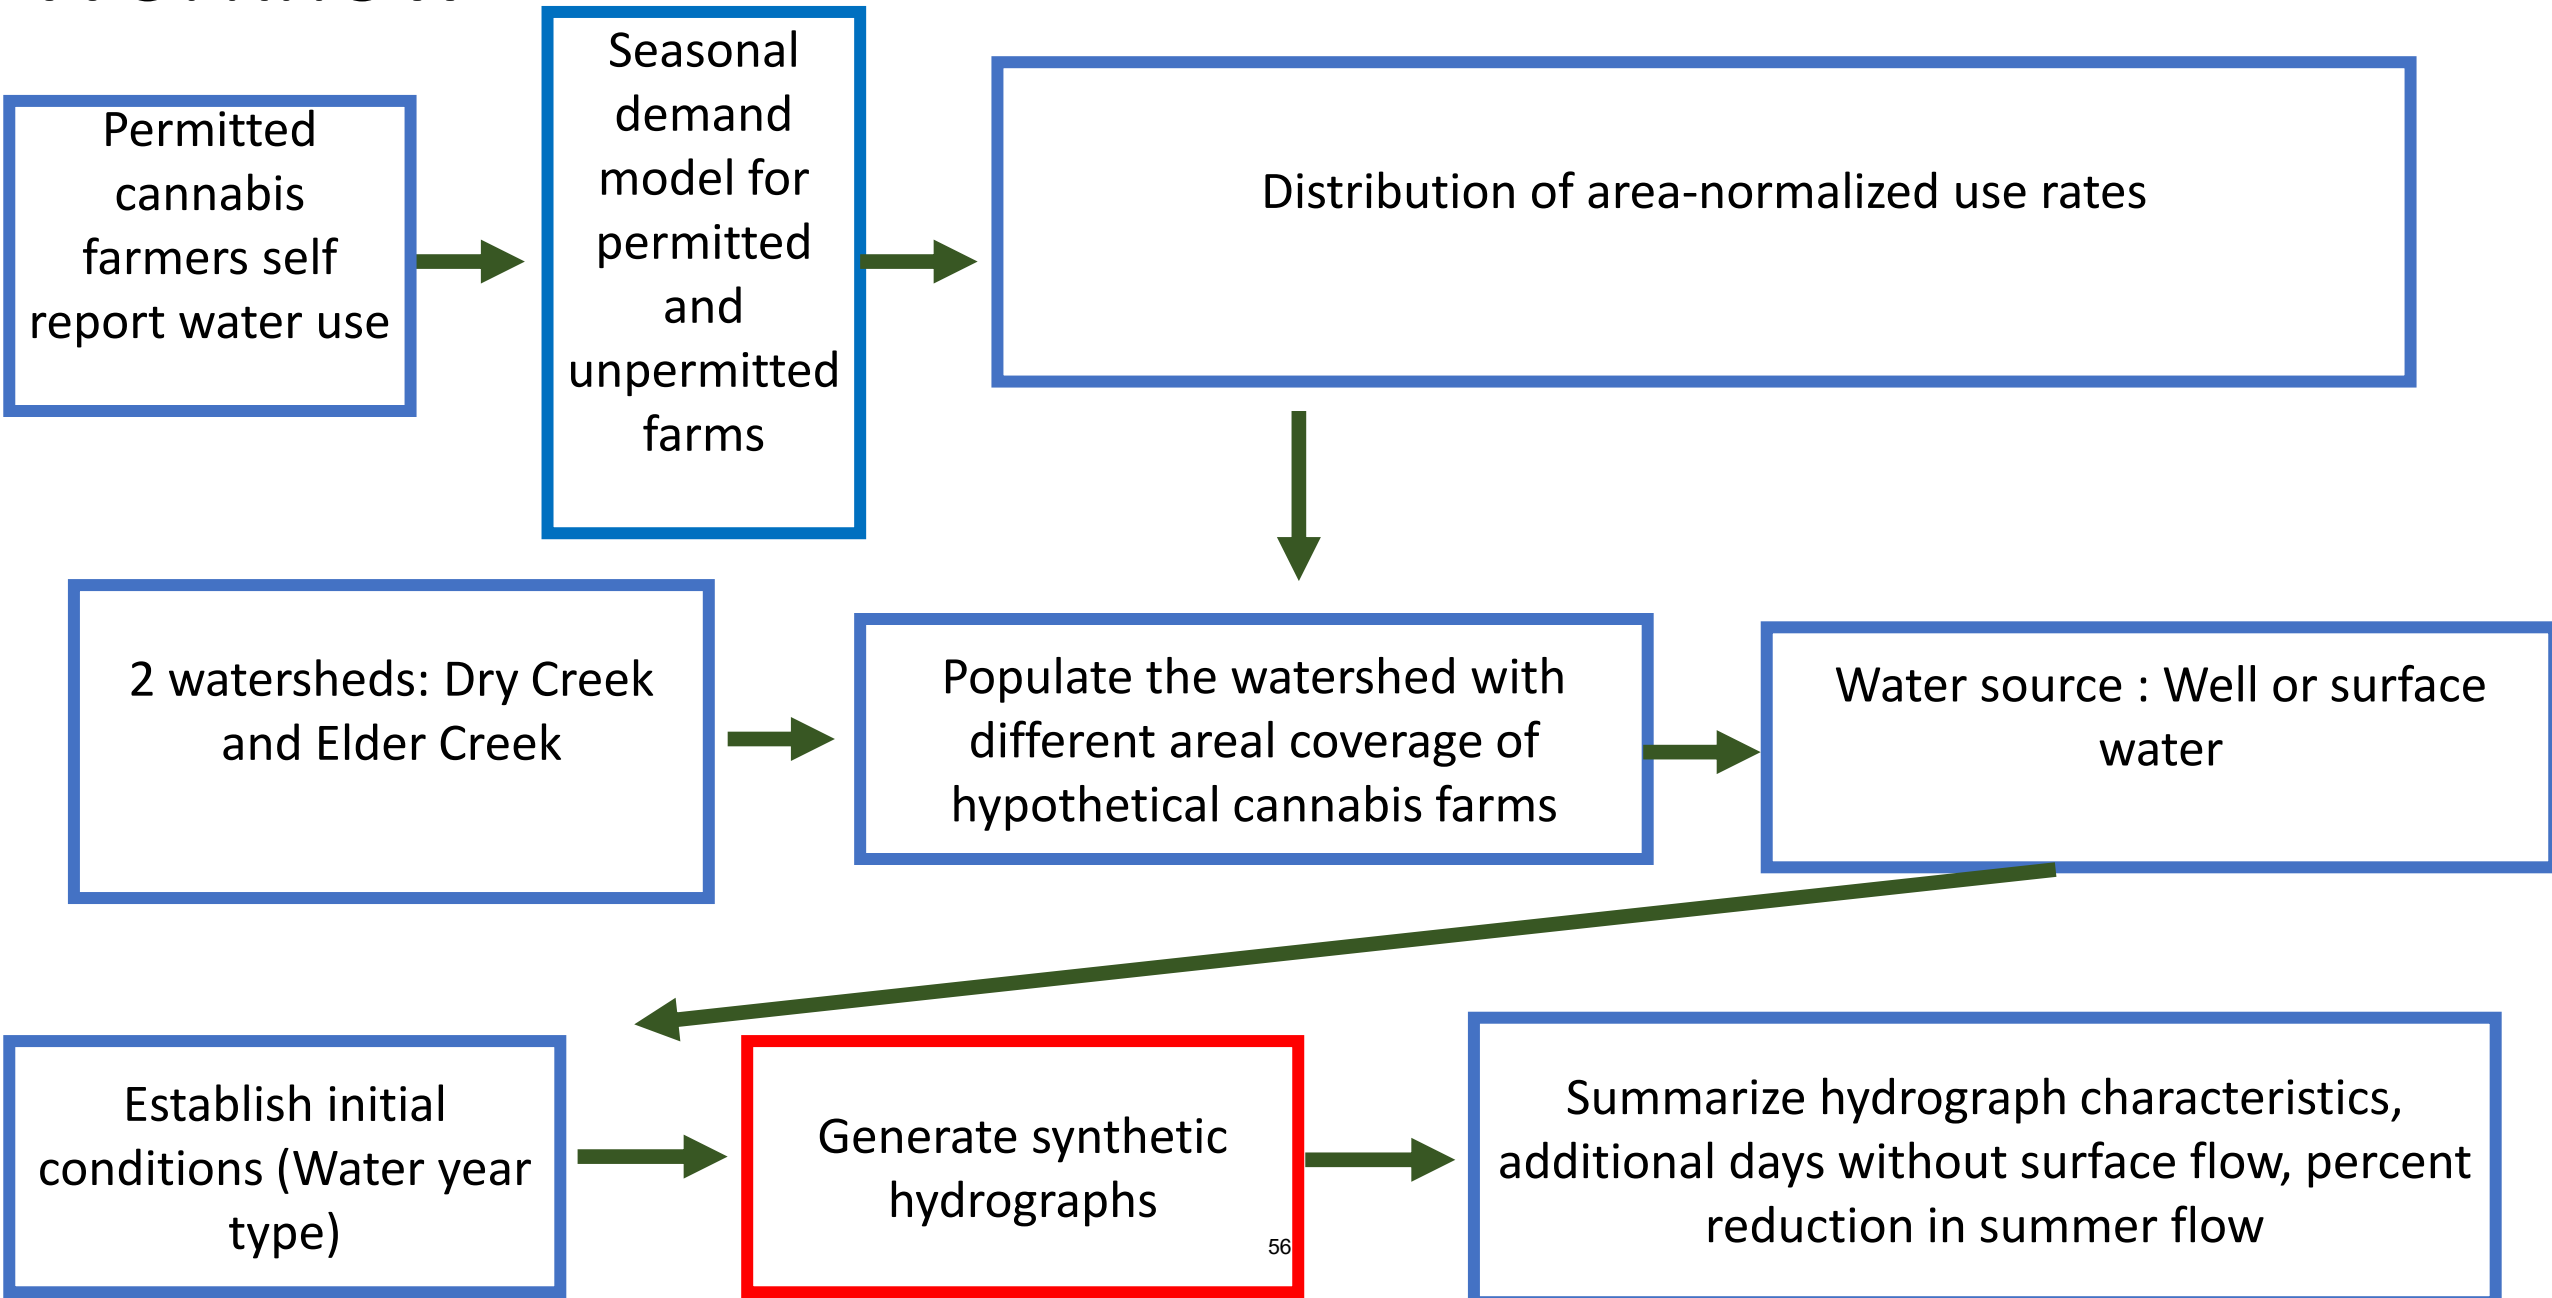 Permitted
cannabis
farmers self
report water use
Seasonal
demand
model for
permitted
and
unpermitted
farms
Distribution of area-normalized use rates
2 watersheds: Dry Creek
and Elder Creek
Populate the watershed with
different areal coverage of
hypothetical cannabis farms
Water source : Well or surface
water
Establish initial
conditions (Water year
type)
Generate synthetic
hydrographs
56
Summarize hydrograph characteristics,
additional days without surface flow, percent
reduction in summer flow